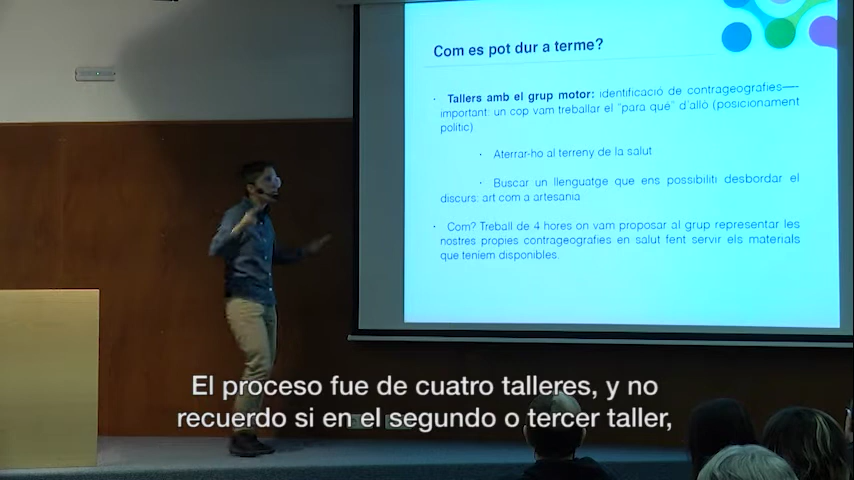 Com es pot dur a terme?
· Tallers amb el grup motor: identificació de contrageografies—-
important: un cop vam treballar el "para qué" d'allò (posicionament
polític)
· Aterrar-ho al terreny de la salut
· Buscar un llenguatge que ens possibiliti desbordar el
discurs: art com a artesania
· Com? Treball de 4 hores on vam proposar al grup representar les
nostres propies contrageografies en salut fent servir els materials
que teníem disponibles.
El proceso fue de cuatro talleres, y no
recuerdo si en el segundo o tercer taller,